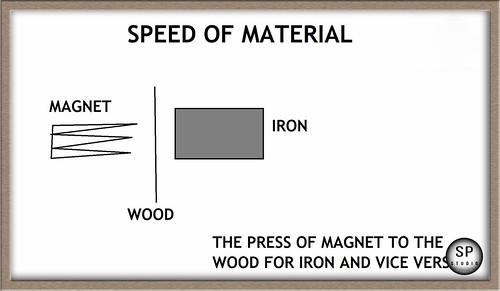 SPEED OF MATERIAL
MAGNET
IRON
WOOD
THE PRESS OF MAGNET TO THE
WOOD FOR IRON AND VICE VERS
SP
STUDIO